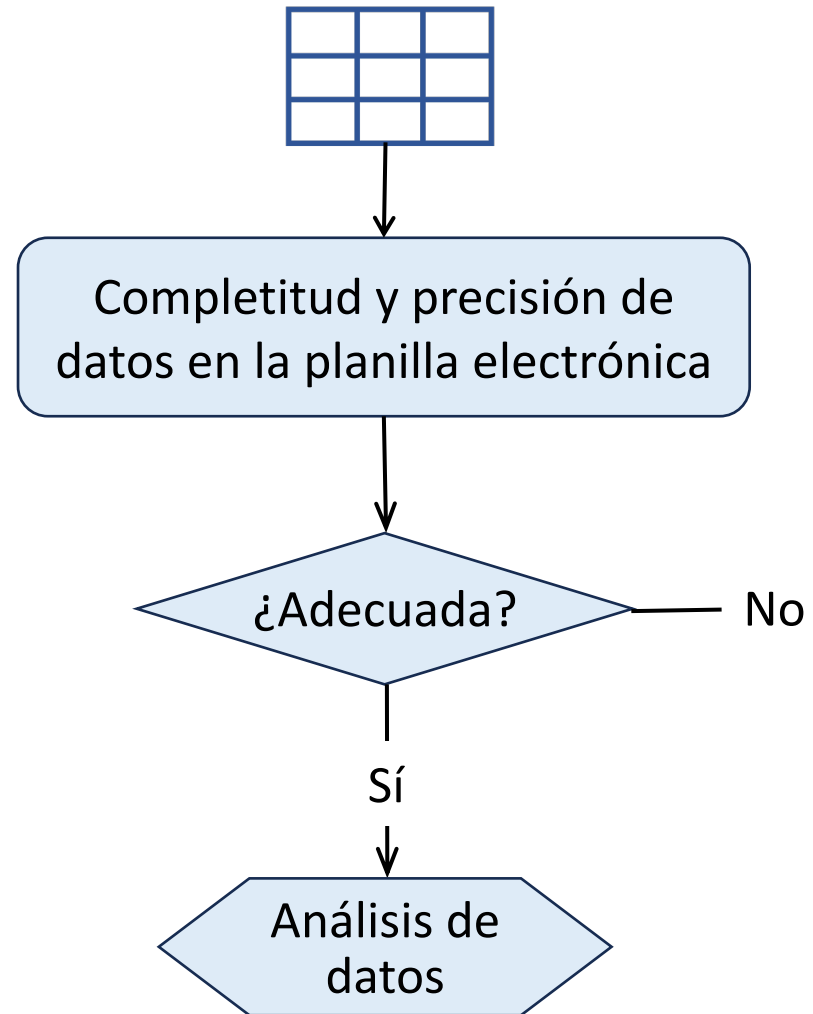 Completitud y precisión de
datos en la planilla electrónica
¿Adecuada?
No
Sí
Análisis de
datos